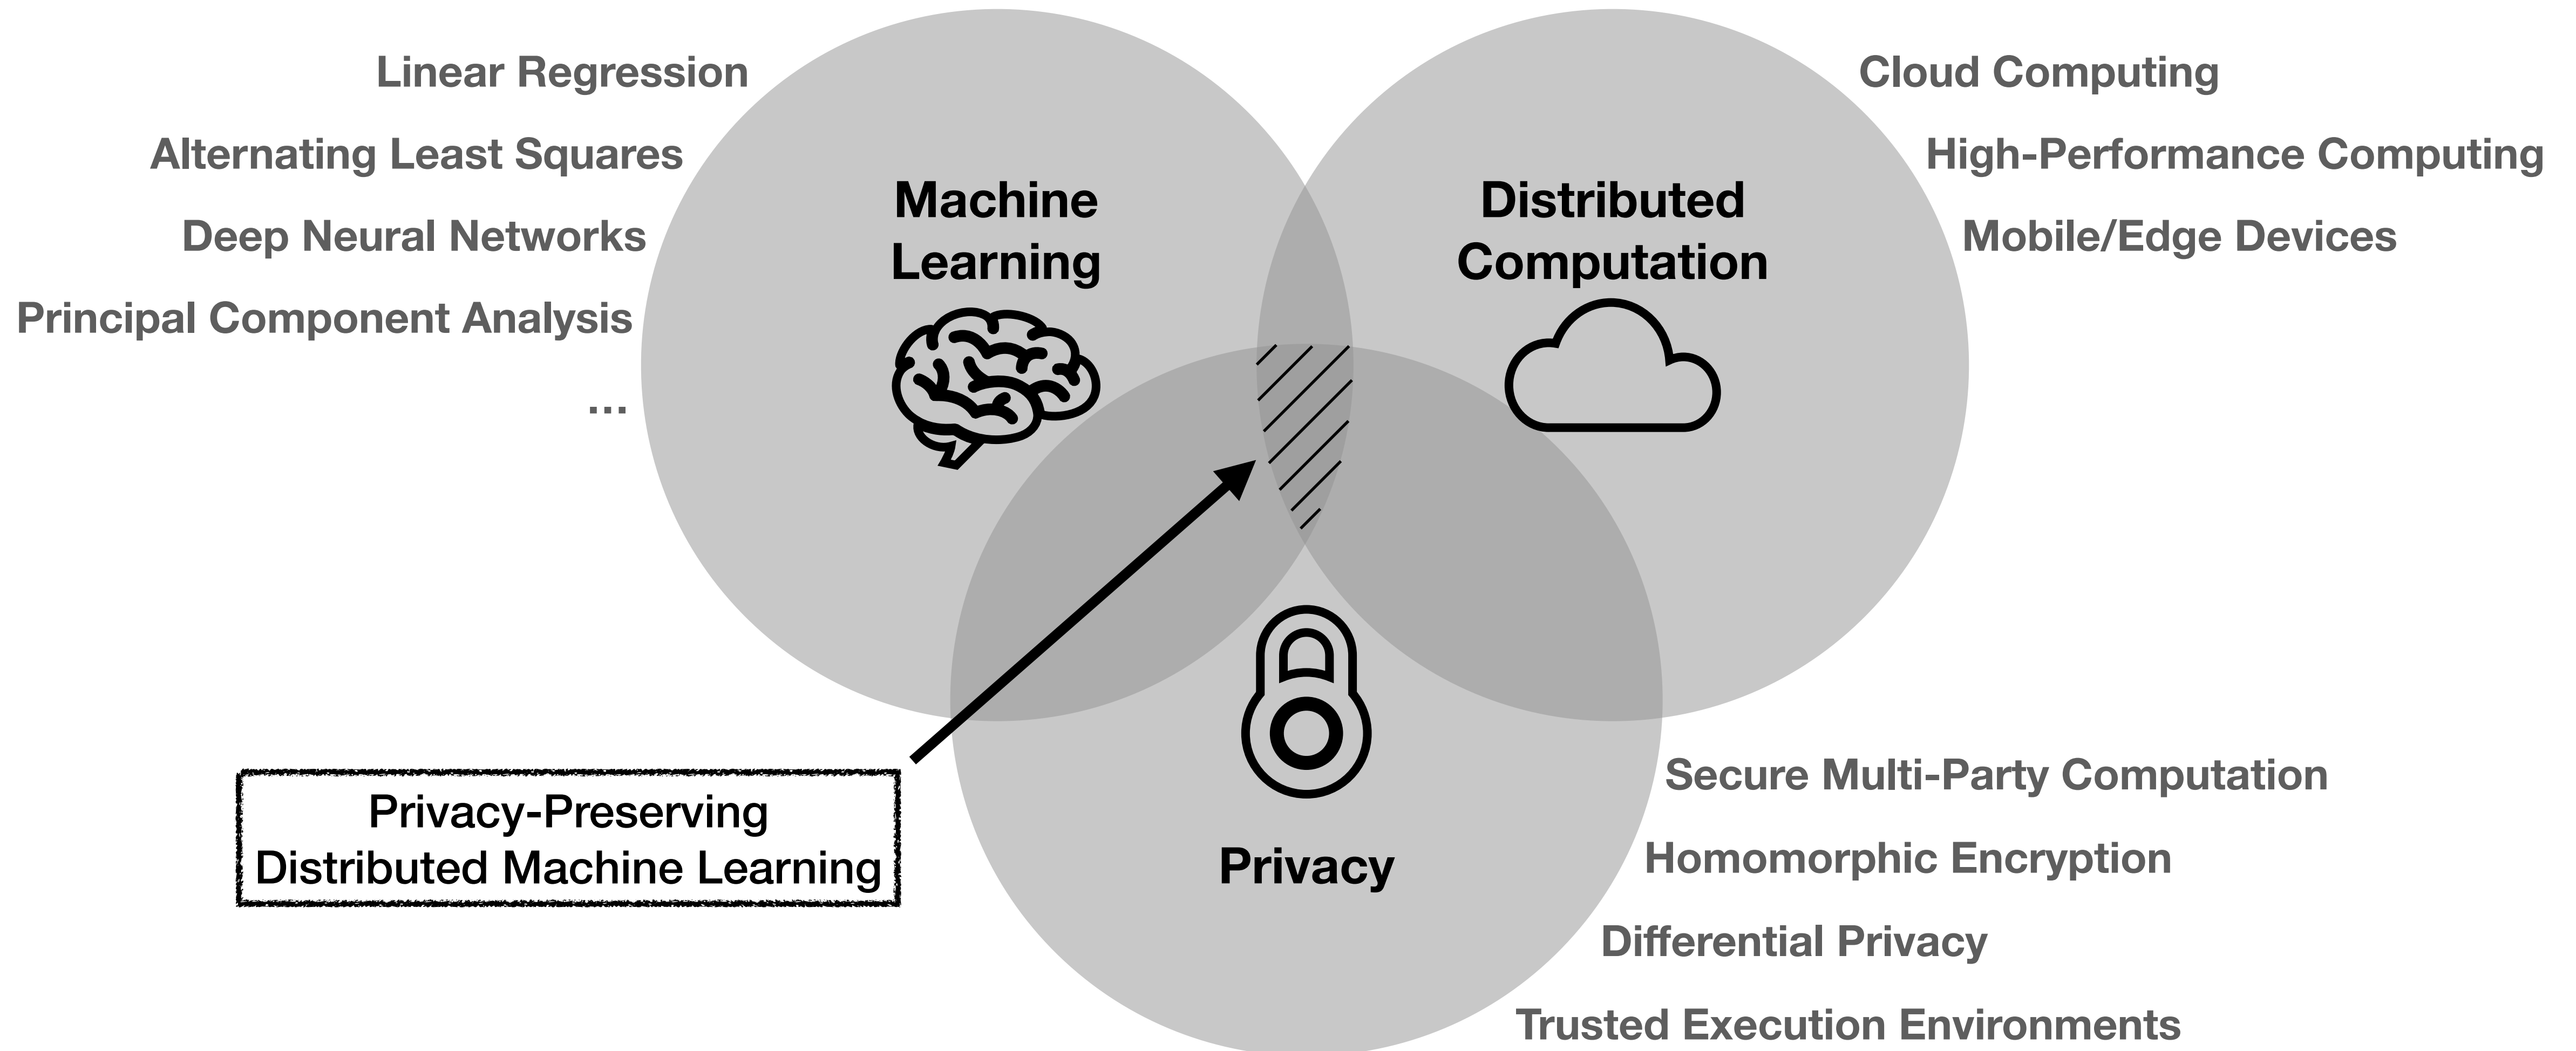 Linear Regression
Alternating Least Squares
Deep Neural Networks
Principal Component Analysis
...
Machine
Learning
Distributed
Computation
Cloud Computing
High-Performance Computing
Mobile/Edge Devices
Privacy-Preserving
Distributed Machine Learning
Privacy
Secure Multi-Party Computation
Homomorphic Encryption
Differential Privacy
Trusted Execution Environments